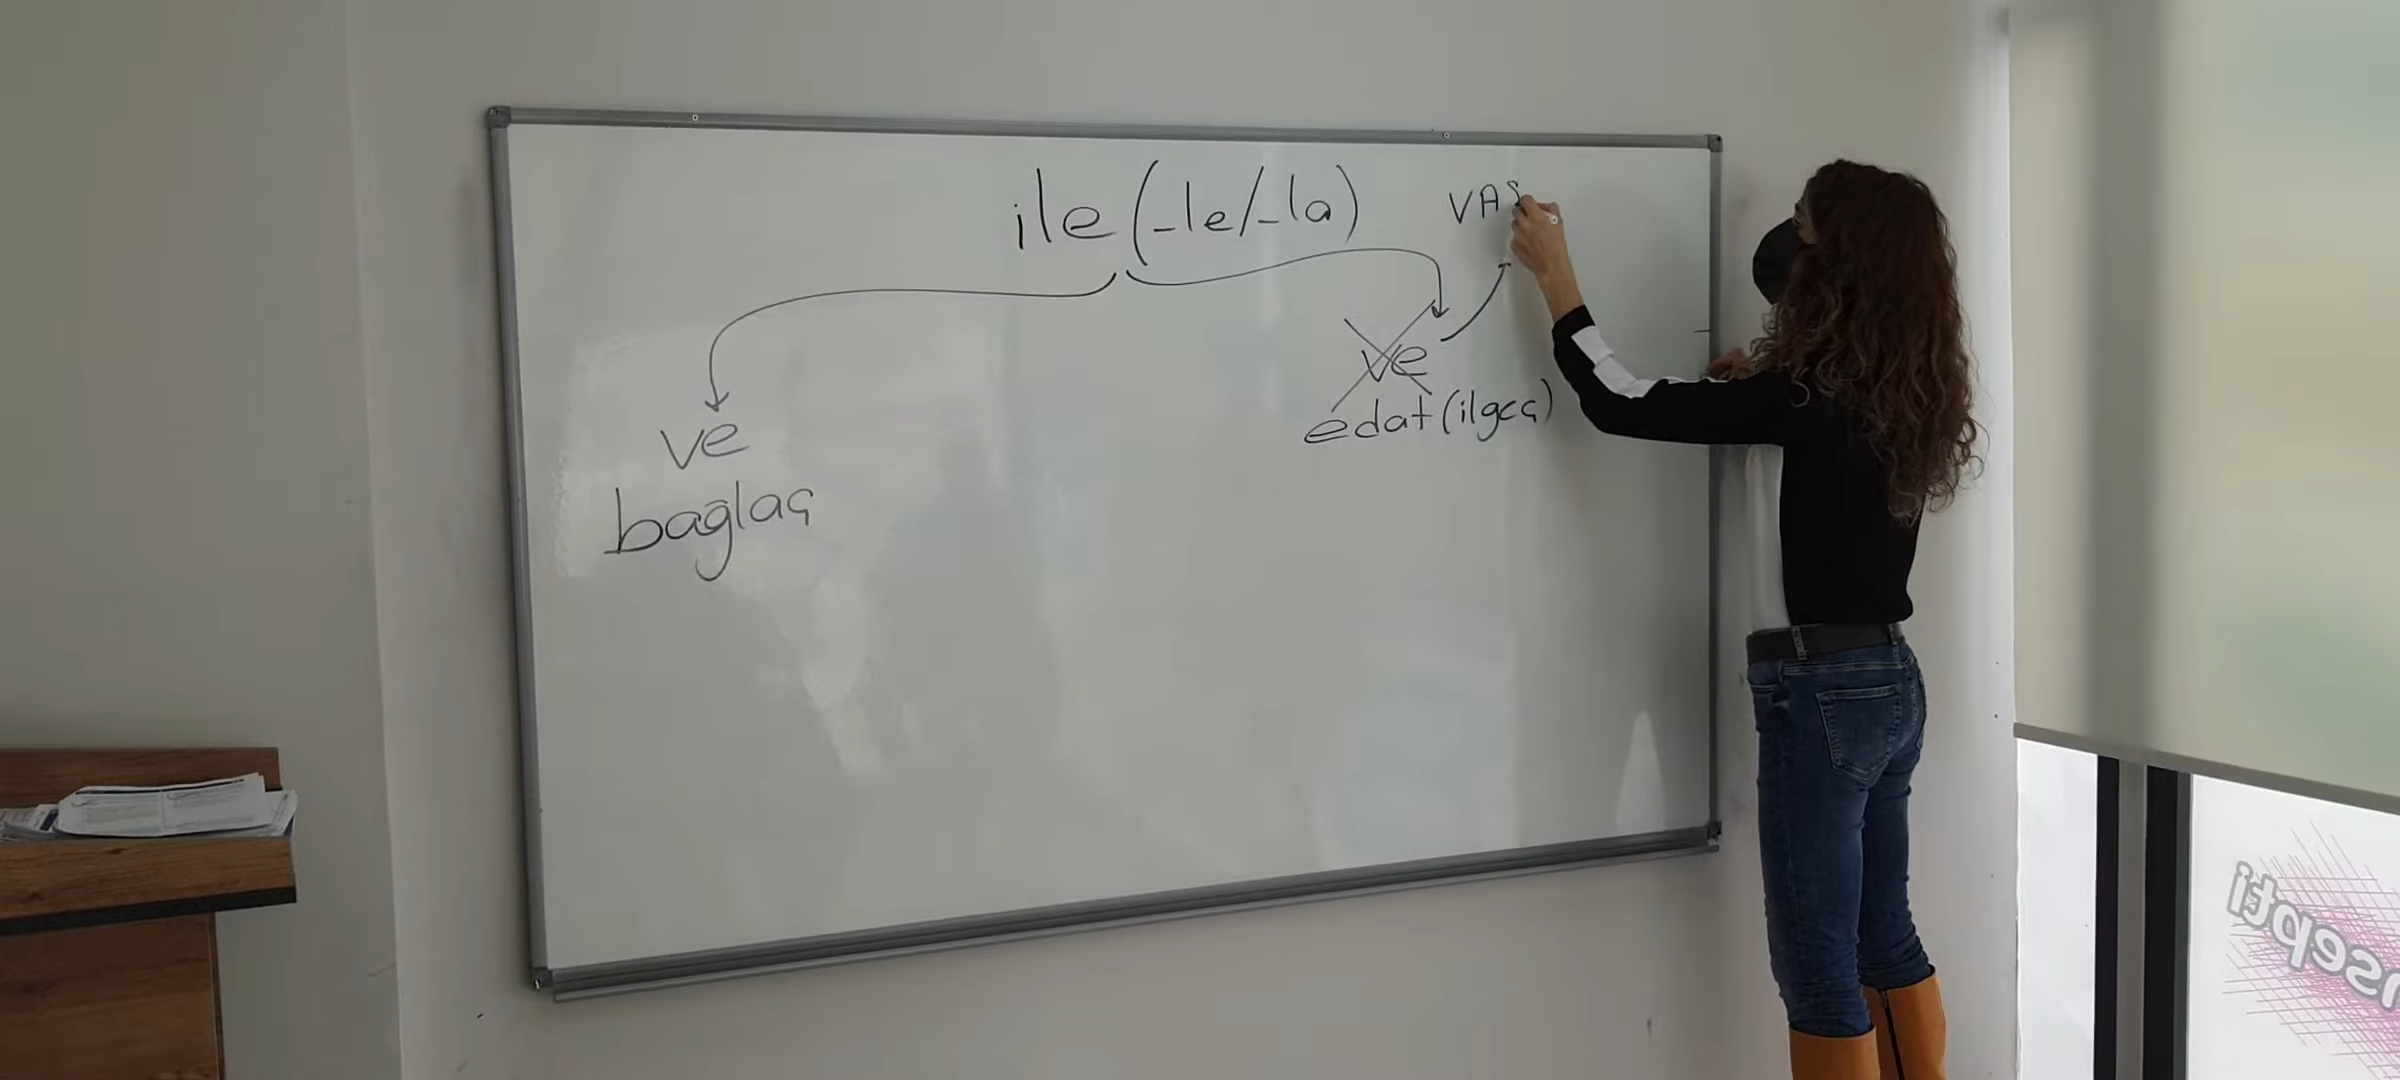 ile (-le/-la)
VAS
ve
edat (ilgeç)
ve
bağlaç